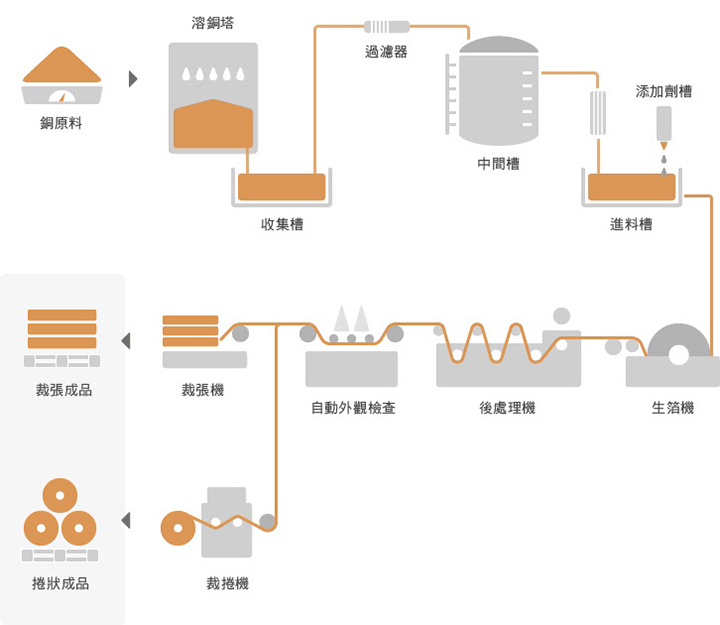 溶銅塔
過濾器
添加劑槽
銅原料
中間槽
收集槽
進料槽
裁張成品
裁張機
自動外觀檢查
後處理機
生箔機
捲狀成品
裁捲機